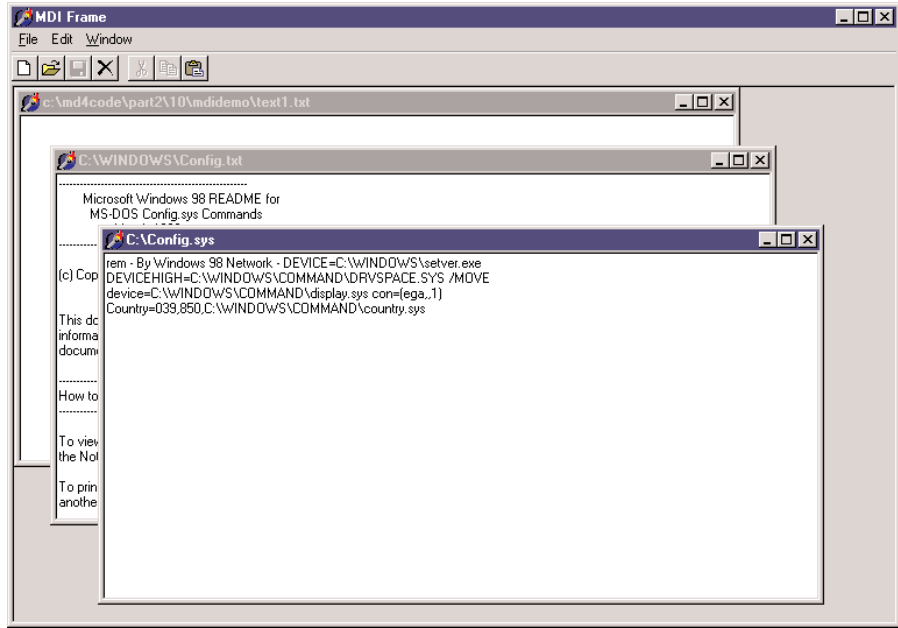 MDI Frame
File Edit Window
c:\md4code\part2\10\mdidemo\text1.txt
C:\WINDOWS\Config.txt
Microsoft Windows 98 README for
MS-DOS Config.sys Commands
(c) Cop
This do
informa
docum
How to
To view
the Not
To prin
anothe
C:\Config.sys
rem - By Windows 98 Network - DEVICE=C:\WINDOWS\setver.exe
DEVICEHIGH=C:\WINDOWS\COMMAND\DRVSPACE.SYS /MOVE
device=C:\WINDOWS\COMMAND\display.sys con=(ega,,1)
Country=039,850,C:\WINDOWS\COMMAND\country.sys